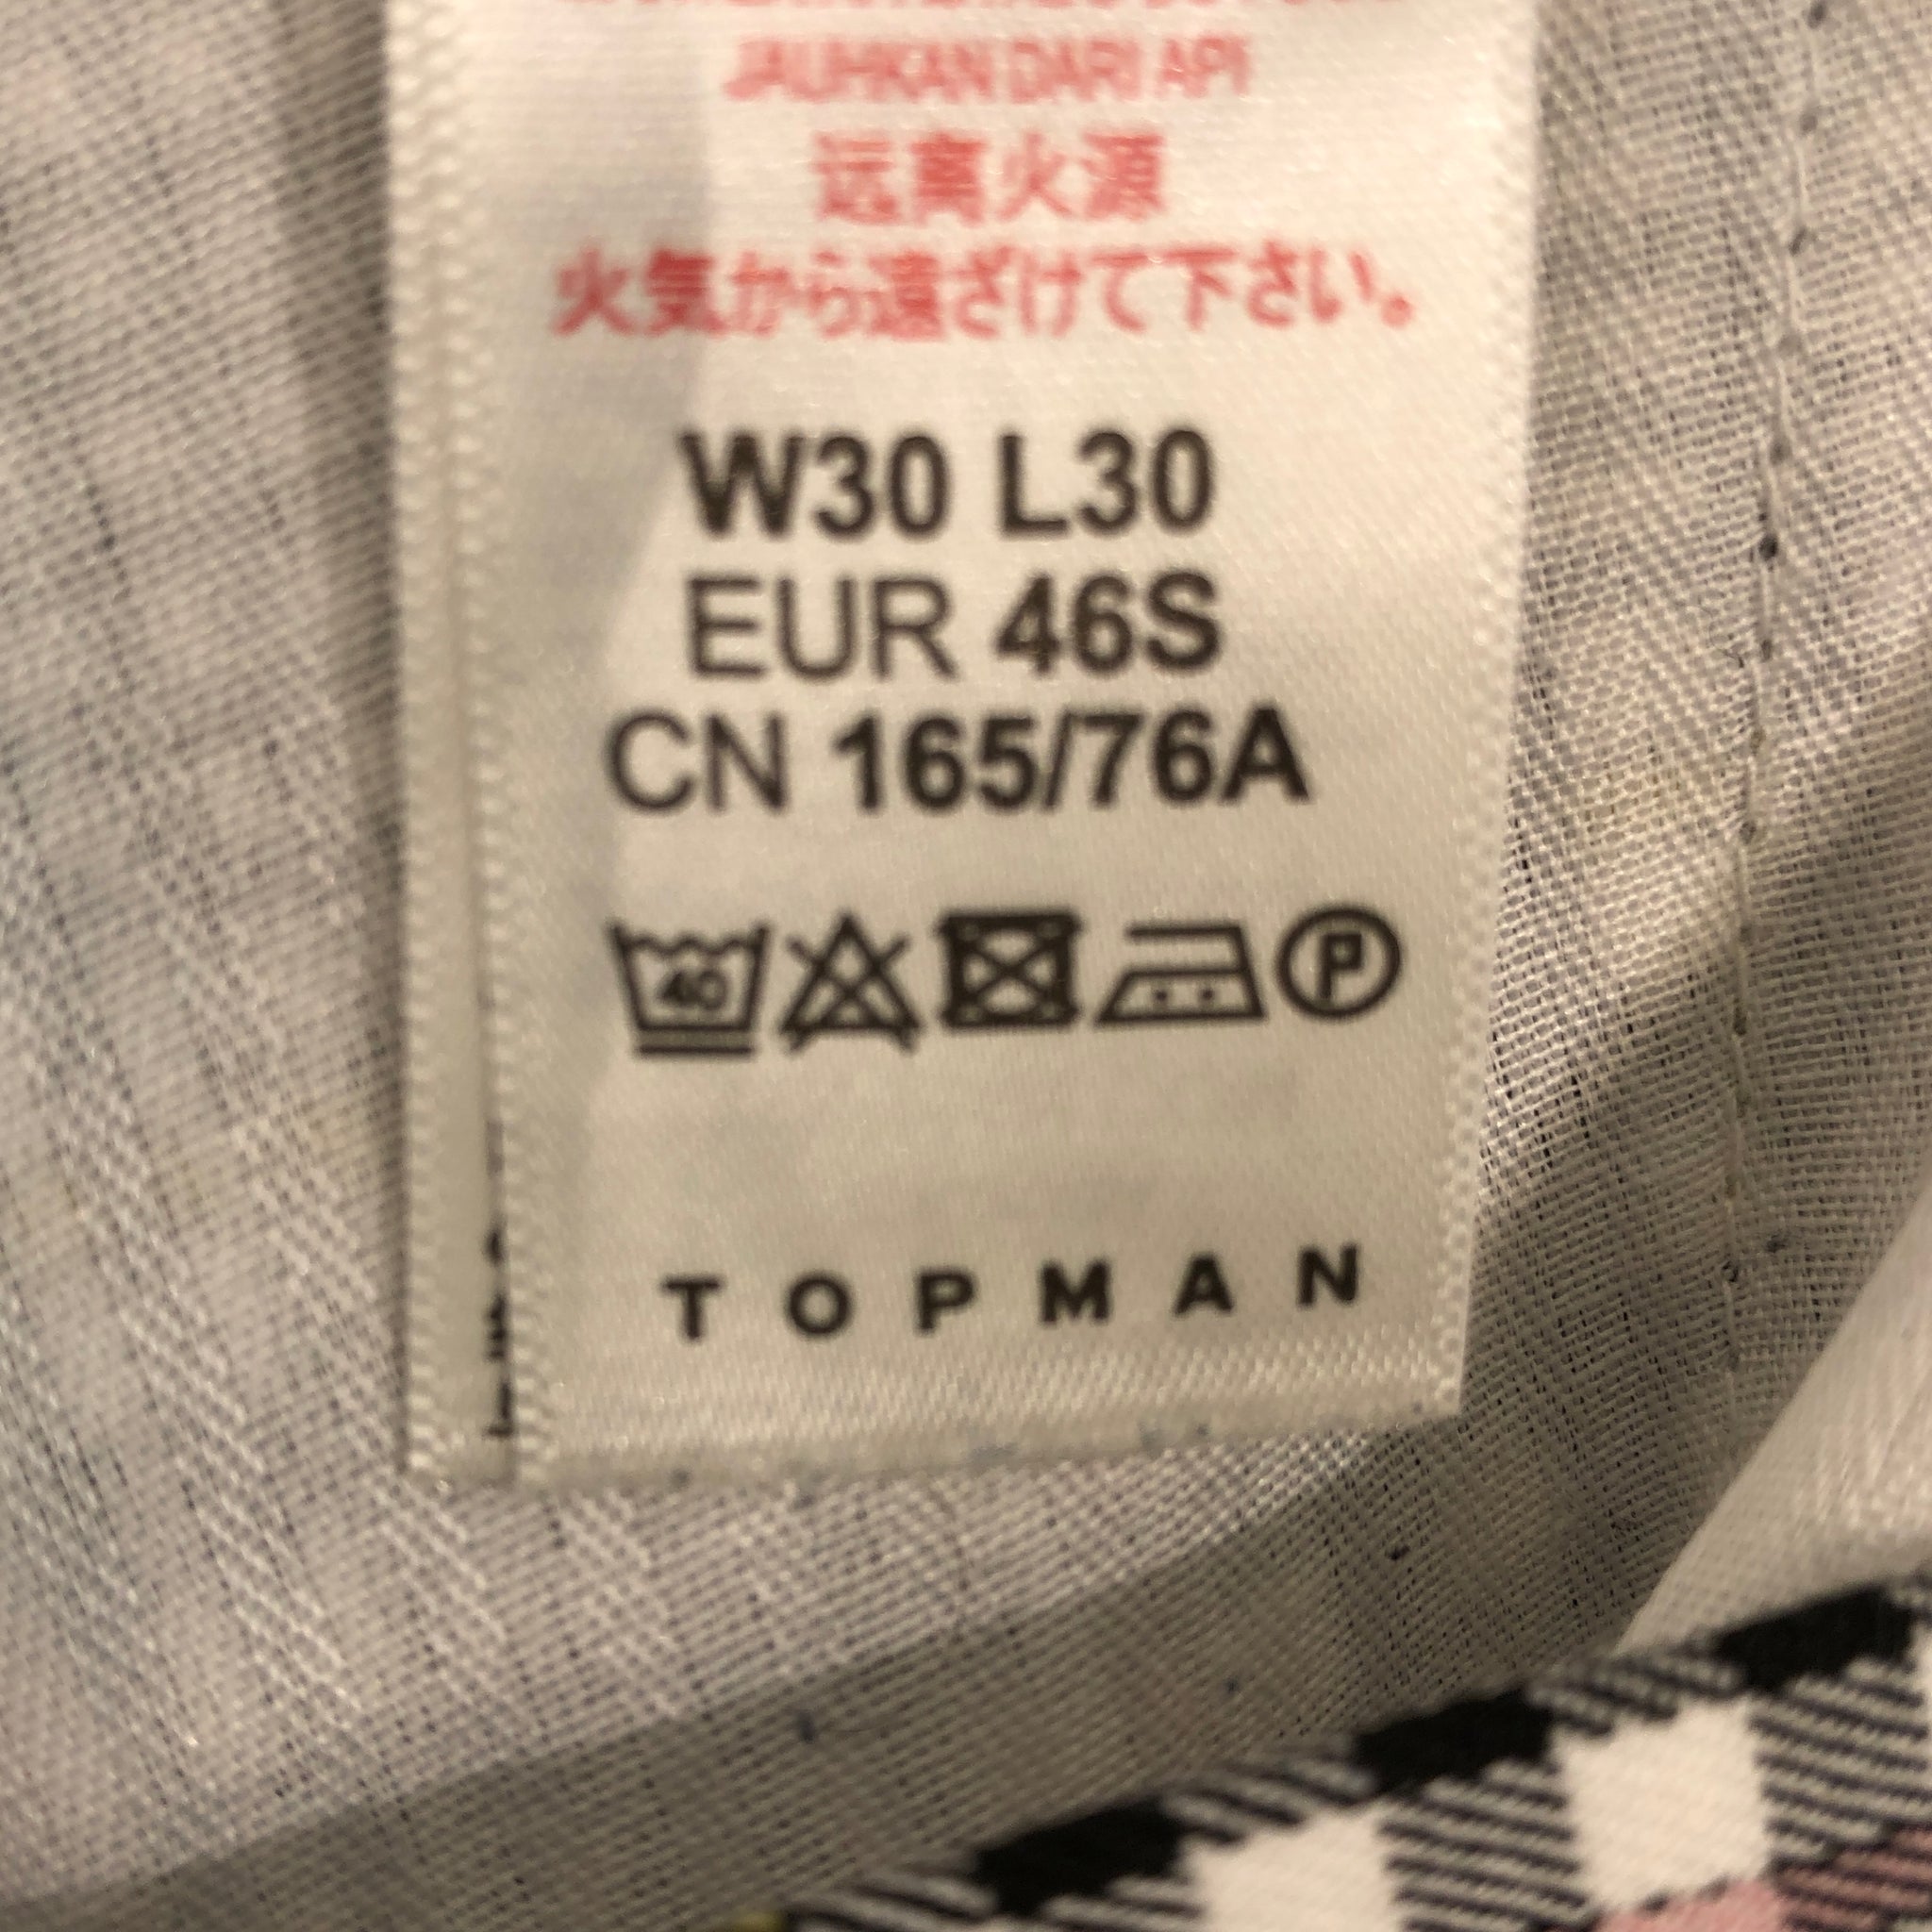 JAUHKAN DARI API
远离火源
火気から遠ざけて下さい。
W30 L30
EUR 46S
CN 165/76A
40
P
TOPMAN